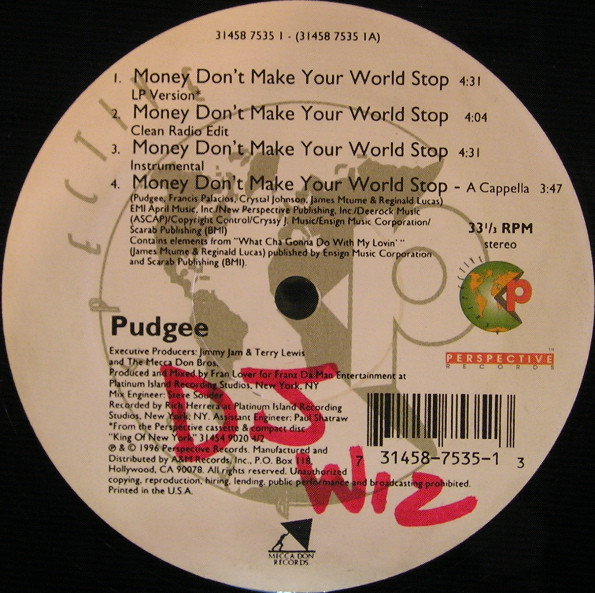 31458 7535 1 - (31458 7535 1A)
1. Money Don't Make Your World Stop 4:31
LP Version*
2. Money Don't Make Your World Stop 4:04
Clean Radio Edit
3. Money Don't Make Your World Stop 4:31
Instrumental
4. Money Don't Make Your World Stop - A Cappella 3:47
(Pudgee, Francis Palacios, Crystal Johnson, James Mtume & Reginald Lucas)
EMI April Music, Inc/New Perspective Publishing, Inc/Deerock Music
(ASCAP)/Copyright Control/Cryssy J. Music/Ensign Music Corporation/
Scarab Publishing (BMI)
Contains elements from "What Cha Gonna Do With My Lovin' "
(James Mtume & Reginald Lucas) published by Ensign Music Corporation
and Scarab Publishing (BMI).
33 1/3 RPM
stereo
P E C T I V E
p
p
PERSPECTIVE
RECORDS
TM
Pudgee
Executive Producers: Jimmy Jam & Terry Lewis
and The Mecca Don Bros.
Produced and Mixed by Fran Lover for Franz Da Man Entertainment at
Platinum Island Recording Studios, New York, NY
Mix Engineer: Steve Souder
Recorded by Rich Herrera at Platinum Island Recording
Studios, New York, NY. Assistant Engineer: Paul Shatraw
*From the Perspective cassette & compact disc
"King Of New York" 31454 9020 4/2
℗ & © 1996 Perspective Records. Manufactured and
Distributed by A&M Records, Inc., P.O. Box 118,
Hollywood, CA 90078. All rights reserved. Unauthorized
copying, reproduction, hiring, lending, public performance and broadcasting prohibited.
Printed in the U.S.A.
7 31458-7535-1 3
DJ
WIZ
MECCA DON
RECORDS